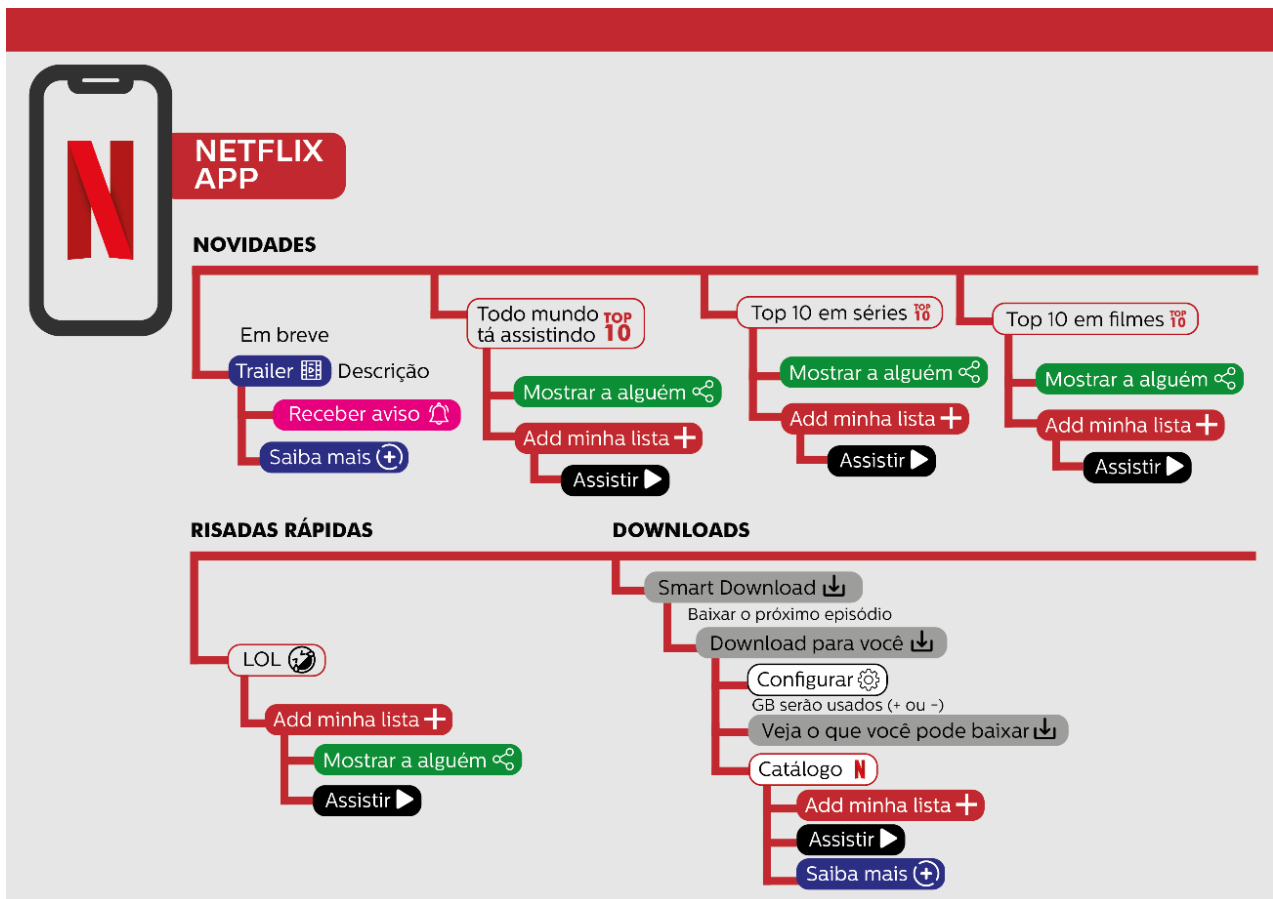 NETFLIX
APP
NOVIDADES
Em breve
Trailer Descrição
Receber aviso
Saiba mais
Todo mundo TOP
tá assistindo 10
Mostrar a alguém
Add minha lista
Assistir
Top 10 em séries TOP 10
Mostrar a alguém
Add minha lista
Assistir
Top 10 em filmes TOP 10
Mostrar a alguém
Add minha lista
Assistir
RISADAS RÁPIDAS
LOL
Add minha lista
Mostrar a alguém
Assistir
DOWNLOADS
Smart Download
Baixar o próximo episódio
Download para você
Configurar
GB serão usados (+ ou -)
Veja o que você pode baixar
Catálogo N
Add minha lista
Assistir
Saiba mais